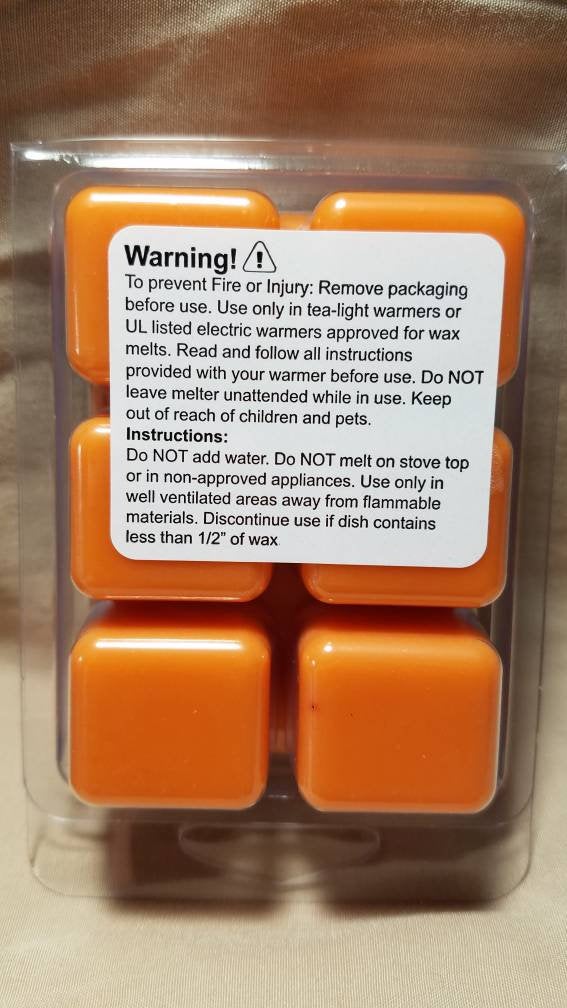 Warning!
To prevent Fire or Injury: Remove packaging
before use. Use only in tea-light warmers or
UL listed electric warmers approved for wax
melts. Read and follow all instructions
provided with your warmer before use. Do NOT
leave melter unattended while in use. Keep
out of reach of children and pets.
Instructions:
Do NOT add water. Do NOT melt on stove top
or in non-approved appliances. Use only in
well ventilated areas away from flammable
materials. Discontinue use if dish contains
less than 1/2” of wax